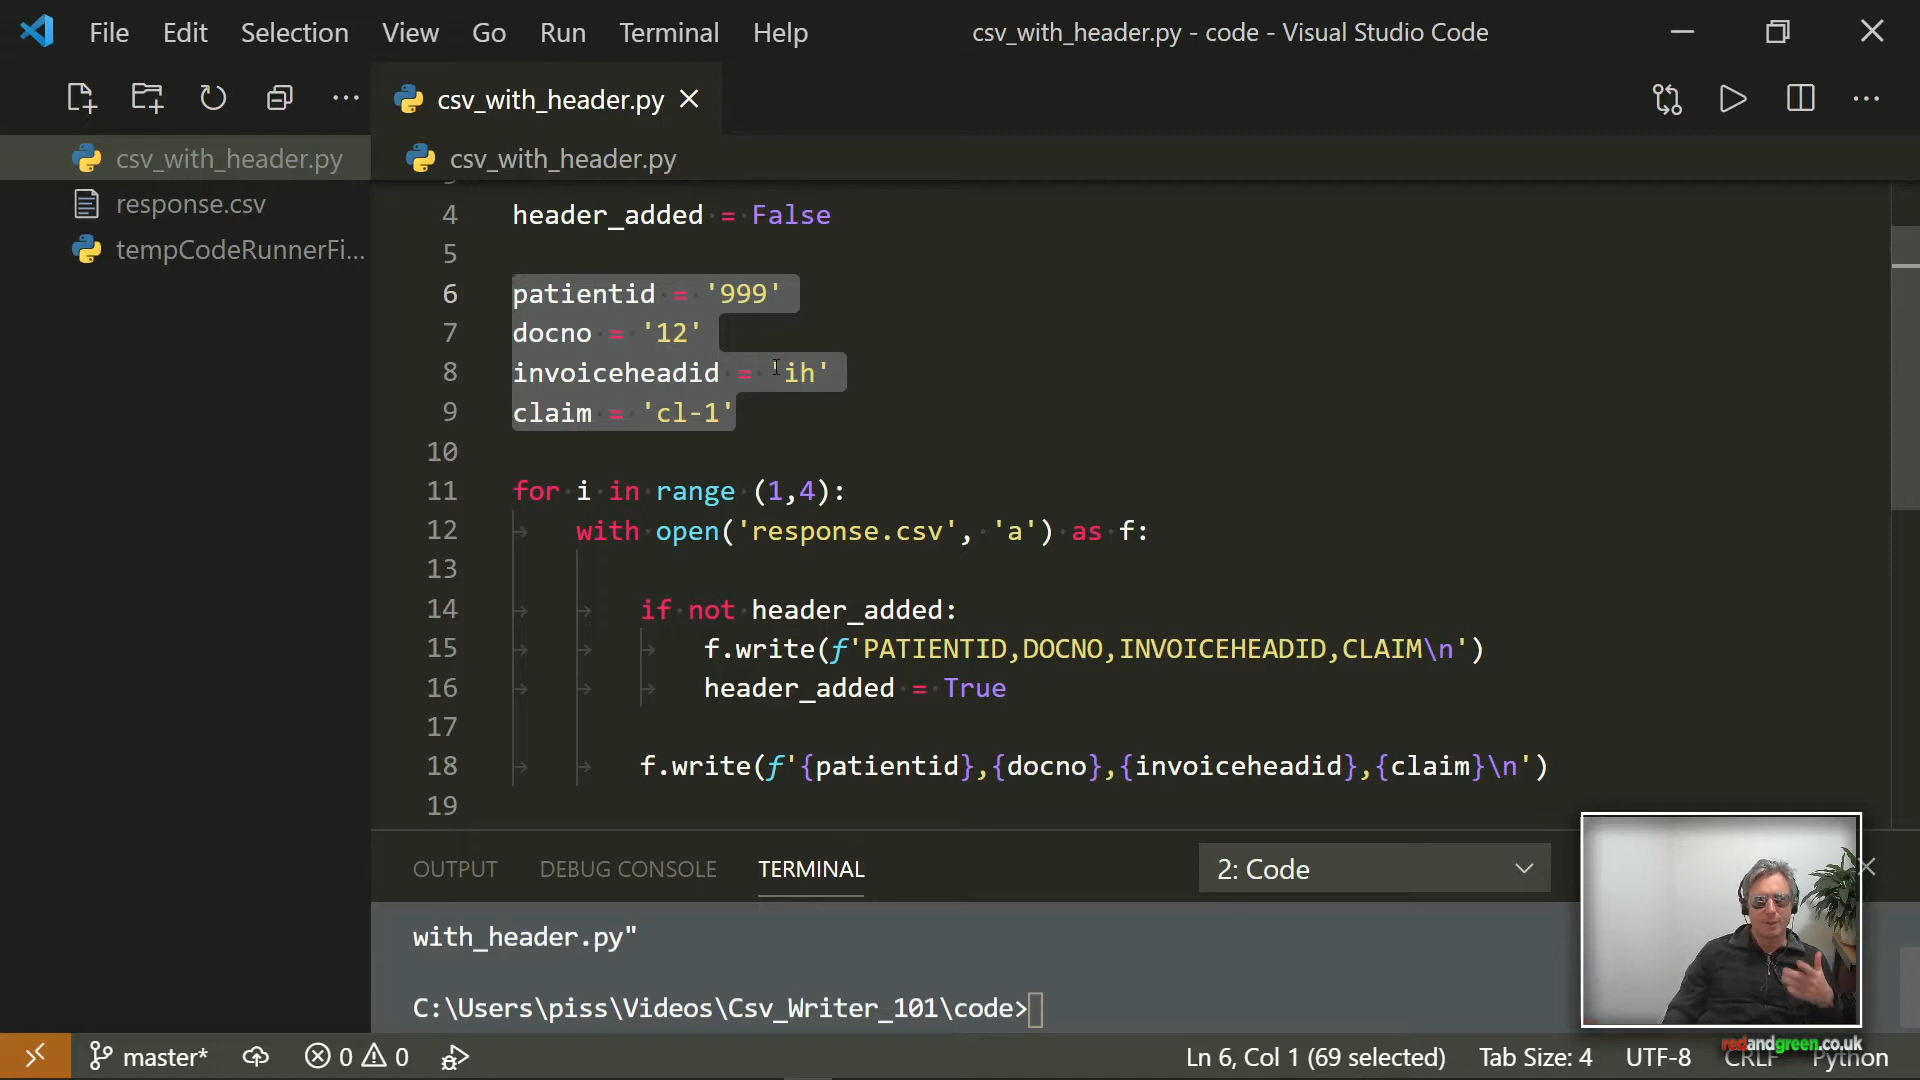 File Edit Selection View Go Run Terminal Help csv_with_header.py - code - Visual Studio Code
csv_with_header.py
csv_with_header.py
response.csv
tempCodeRunnerFi...
csv_with_header.py
4 header_added = False
5
6 patientid = '999'
7 docno = '12'
8 invoiceheadid = 'ih'
9 claim = 'cl-1'
10
11 for i in range (1,4):
12 with open('response.csv', 'a') as f:
13
14 if not header_added:
15 f.write(f'PATIENTID,DOCNO,INVOICEHEADID,CLAIM\n')
16 header_added = True
17
18 f.write(f'{patientid},{docno},{invoiceheadid},{claim}\n')
19
OUTPUT DEBUG CONSOLE TERMINAL 2: Code
with_header.py"
C:\Users\piss\Videos\Csv_Writer_101\code>
redandgreen.co.uk
master* 0 0 Ln 6, Col 1 (69 selected) Tab Size: 4 UTF-8 CRLF Python